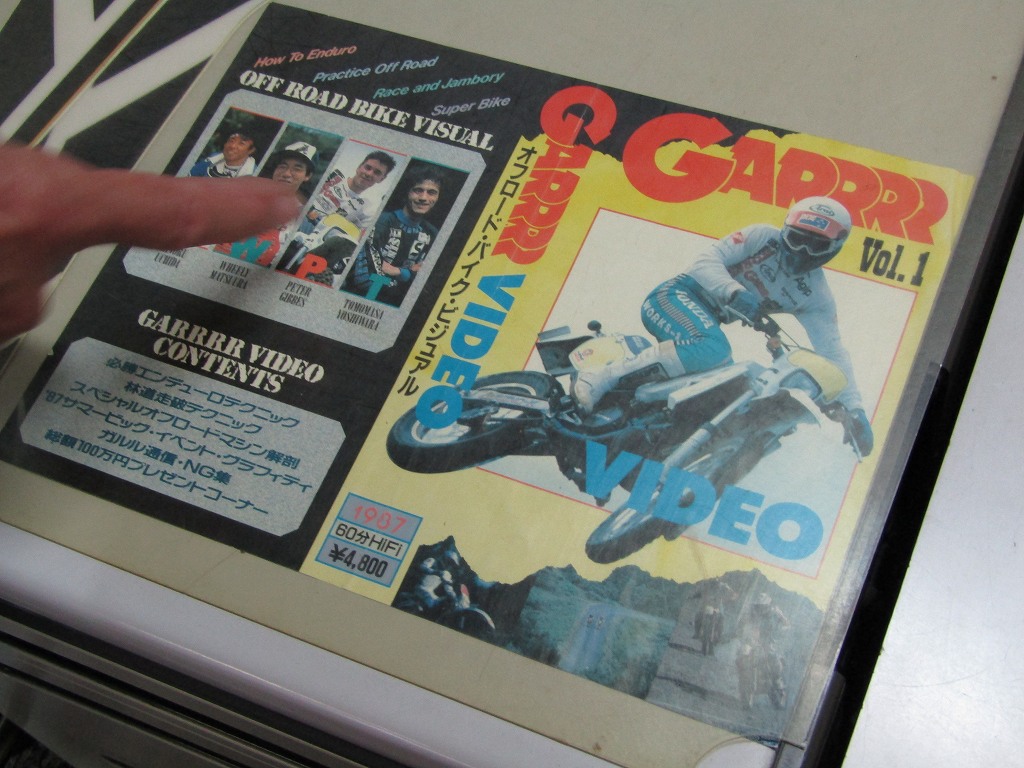 How To Enduro
Practice Off Road
Race and Jambory
Super Bike
OFF ROAD BIKE VISUAL
UCHIDA
WHEELE
MATSUURA
PETER
GIBBES
TOMOMASA
YOSHIWARA
W
P
T
GARRRR VIDEO
CONTENTS
必勝エンデューロテクニック
林道走破テクニック
スペシャルオフロードマシン解剖
'87サマービッグ・イベント・グラフィティ
ガルル通信・NG集
総額100万円プレゼントコーナー
GARRRR VIDEO
オフロード・バイク・ビジュアル
1987
60分HiFi
¥4,800
GARRRR
Vol. 1
Arai
HONDA
WORKS
VIDEO